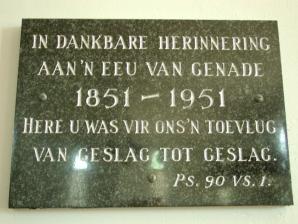 IN DANKBARE HERINNERING
AAN'N EEU VAN GENADE
1851 – 1951
HERE U WAS VIR ONS'N TOEVLUG
VAN GESLAG TOT GESLAG.
PS. 90 VS. 1.